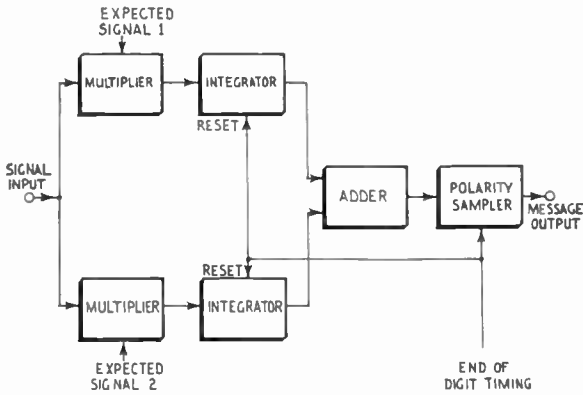 EXPECTED
SIGNAL 1
MULTIPLIER
INTEGRATOR
RESET
SIGNAL
INPUT
ADDER
POLARITY
SAMPLER
MESSAGE
OUTPUT
RESET
MULTIPLIER
INTEGRATOR
EXPECTED
SIGNAL 2
END OF
DIGIT TIMING